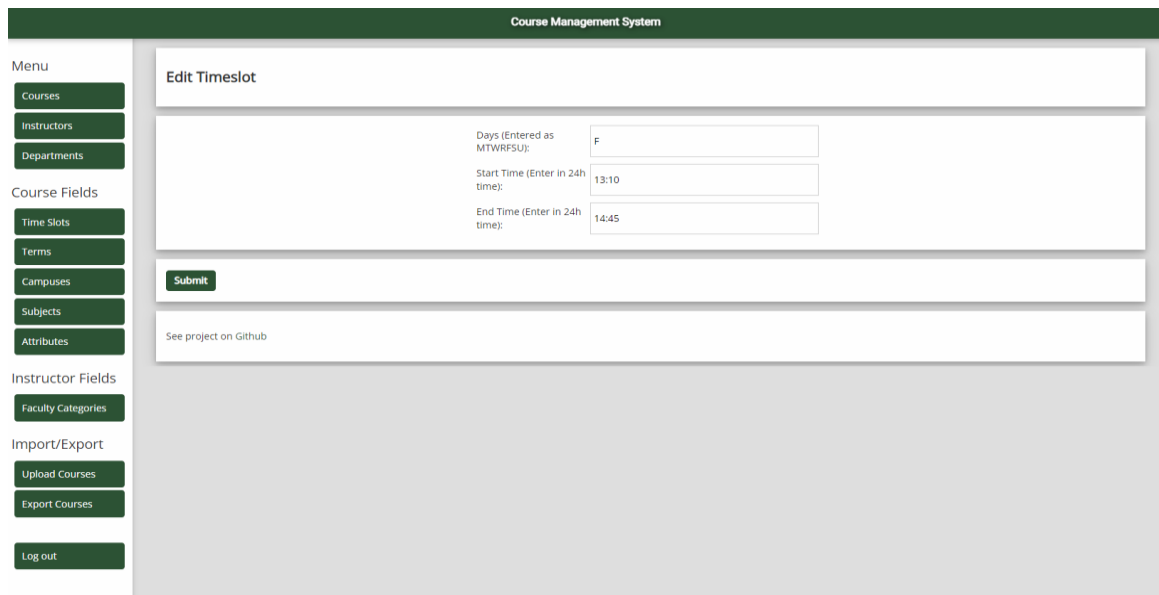 Course Management System
Menu
Courses
Instructors
Departments
Course Fields
Time Slots
Terms
Campuses
Subjects
Attributes
Instructor Fields
Faculty Categories
Import/Export
Upload Courses
Export Courses
Log out
Edit Timeslot
Days (Entered as
MTWRFSU):
F
Start Time (Enter in 24h
time):
13:10
End Time (Enter in 24h
time):
14:45
Submit
See project on Github